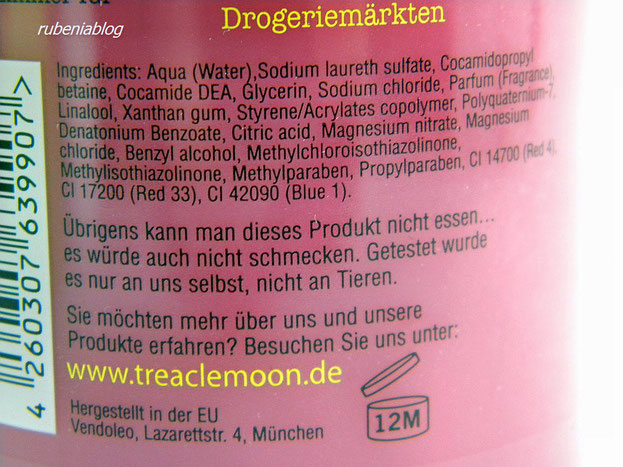 rubeniablog
Drogeriemärkten
Ingredients: Aqua (Water),Sodium laureth sulfate, Cocamidopropyl
betaine, Cocamide DEA, Glycerin, Sodium chloride, Parfum (Fragrance),
Linalool, Xanthan gum, Styrene/Acrylates copolymer, Polyquaternium-7,
Denatonium Benzoate, Citric acid, Magnesium nitrate, Magnesium
chloride, Benzyl alcohol, Methylchloroisothiazolinone,
Methylisothiazolinone, Methylparaben, Propylparaben, CI 14700 (Red 4),
CI 17200 (Red 33), CI 42090 (Blue 1).
Übrigens kann man dieses Produkt nicht essen...
es würde auch nicht schmecken. Getestet wurde
es nur an uns selbst, nicht an Tieren.
Sie möchten mehr über uns und unsere
Produkte erfahren? Besuchen Sie uns unter:
www.treaclemoon.de
Hergestellt in der EU
Vendoleo, Lazarettstr. 4, München
12M
4 260307 639907 >